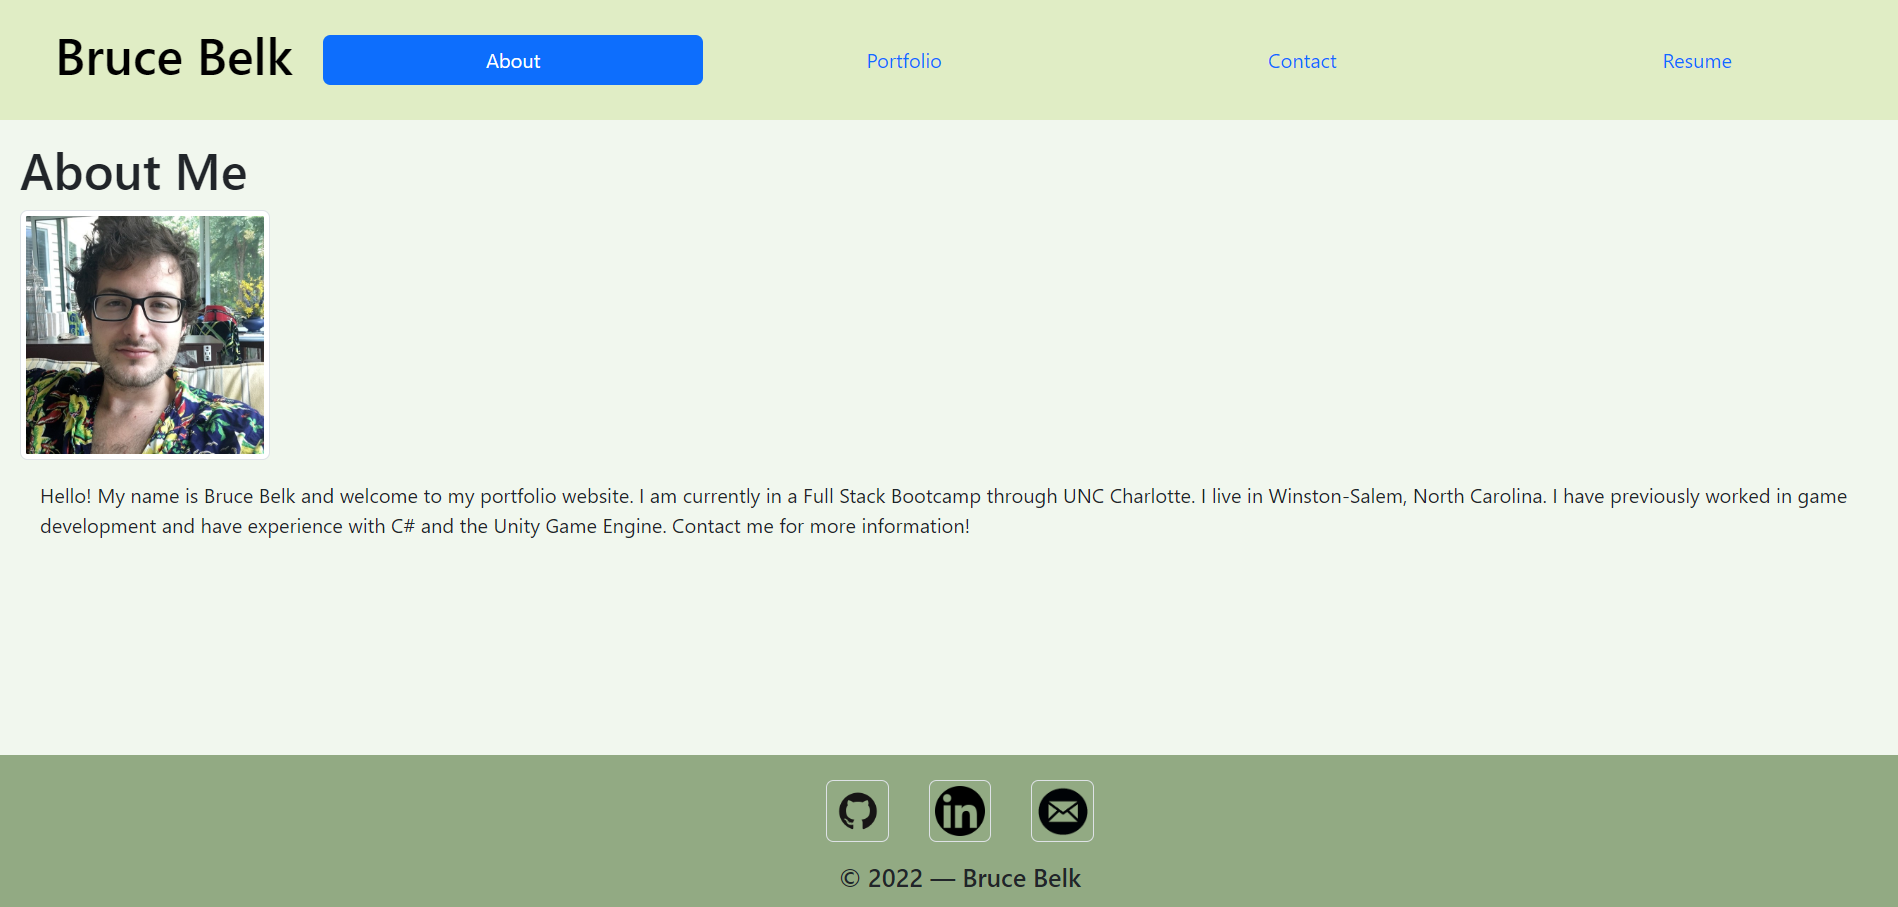 Bruce Belk
About
Portfolio
Contact
Resume
About Me
Hello! My name is Bruce Belk and welcome to my portfolio website. I am currently in a Full Stack Bootcamp through UNC Charlotte. I live in Winston-Salem, North Carolina. I have previously worked in game
development and have experience with C# and the Unity Game Engine. Contact me for more information!
in
© 2022 — Bruce Belk